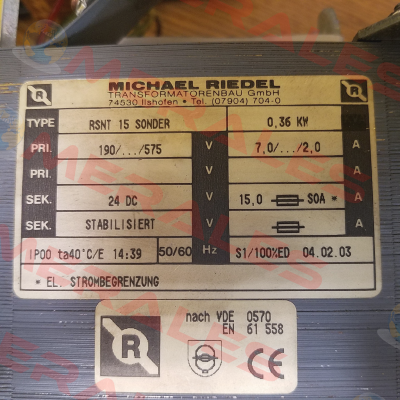 MICHAEL RIEDEL
TRANSFORMATORENBAU GmbH
74530 Ilshofen • Tel. (07904) 704-0
TYPE RSNT 15 SONDER 0,36 KW
PRI. 190/.../575 V 7,0/.../2,0 A
PRI. V A
SEK. 24 DC V 15,0 50A * A
SEK. STABILISIERT V A
IP00 ta40°C/E 14:39 50/60 Hz S1/100%ED 04.02.03
* EL. STROMBEGRENZUNG
R
nach VDE 0570
EN 61 558
CE
MERALES